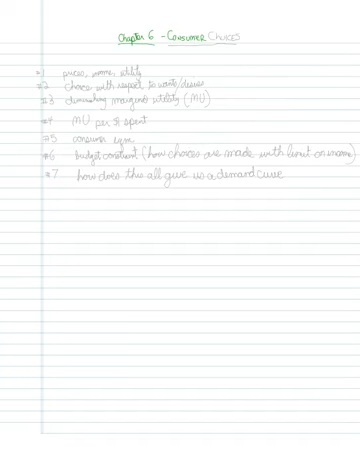 Chapter 6 - Consumer Choices
#1 prices, income, utility
#2 choice with respect to wants/desires
#3 diminishing marginal utility (MU)
#4 MU per $ spent
#5 consumer eqm
#6 budget constraint (how choices are made with limit on income)
#7 how does this all give us a demand curve